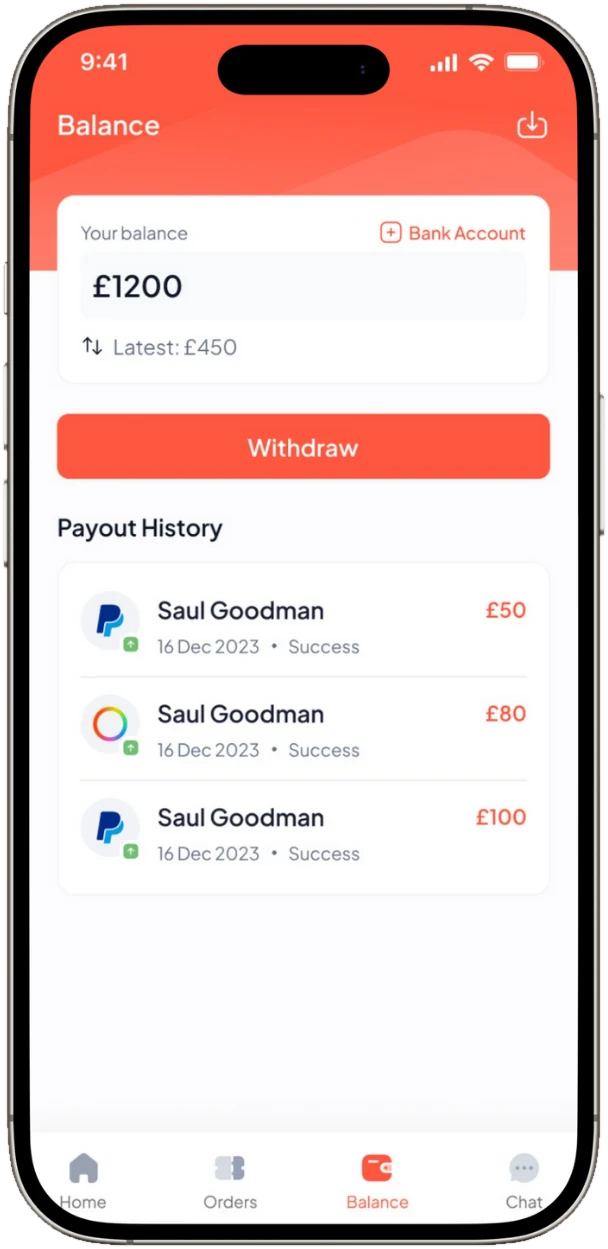 9:41
Balance
Your balance
Bank Account
£1200
Latest: £450
Withdraw
Payout History
Saul Goodman
£50
16 Dec 2023 • Success
Saul Goodman
£80
16 Dec 2023 • Success
Saul Goodman
£100
16 Dec 2023 • Success
Home
Orders
Balance
Chat